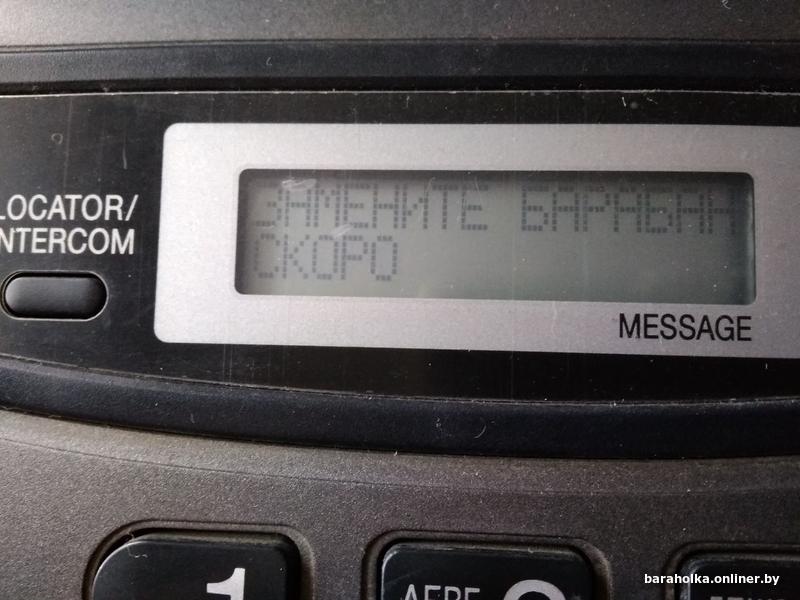 LOCATOR/
INTERCOM
ЗАМЕНИТЕ БАРАБАН
СКОРО
MESSAGE
1
baraholka.onliner.by